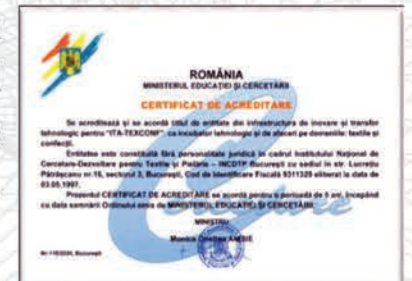 ROMÂNIA
MINISTERUL EDUCAȚIEI ȘI CERCETĂRII
CERTIFICAT DE ACREDITARE
Se acreditează și se acordă titlul de entitate din infrastructura de inovare și transfer
tehnologic pentru "ITA-TEXCONF": ca incubator tehnologic și de afaceri pe domeniile: textile și
confecții.
Entitatea este constituită fără personalitate juridică în cadrul Institutului Național de
Cercetare-Dezvoltare pentru Textile și Pielărie – INCDTP București cu sediul în str. Lucrețiu
Pătrășcanu nr.16, sectorul 3, București, Cod de Identificare Fiscală 9311329 eliberat la data de
03.05.1997.
Prezentul CERTIFICAT DE ACREDITARE se acordă pentru o perioadă de 5 ani, începând
cu data semnării Ordinului emis de MINISTERUL EDUCAȚIEI ȘI CERCETĂRII
MINISTRU
Monica Cristina ANISIE
București